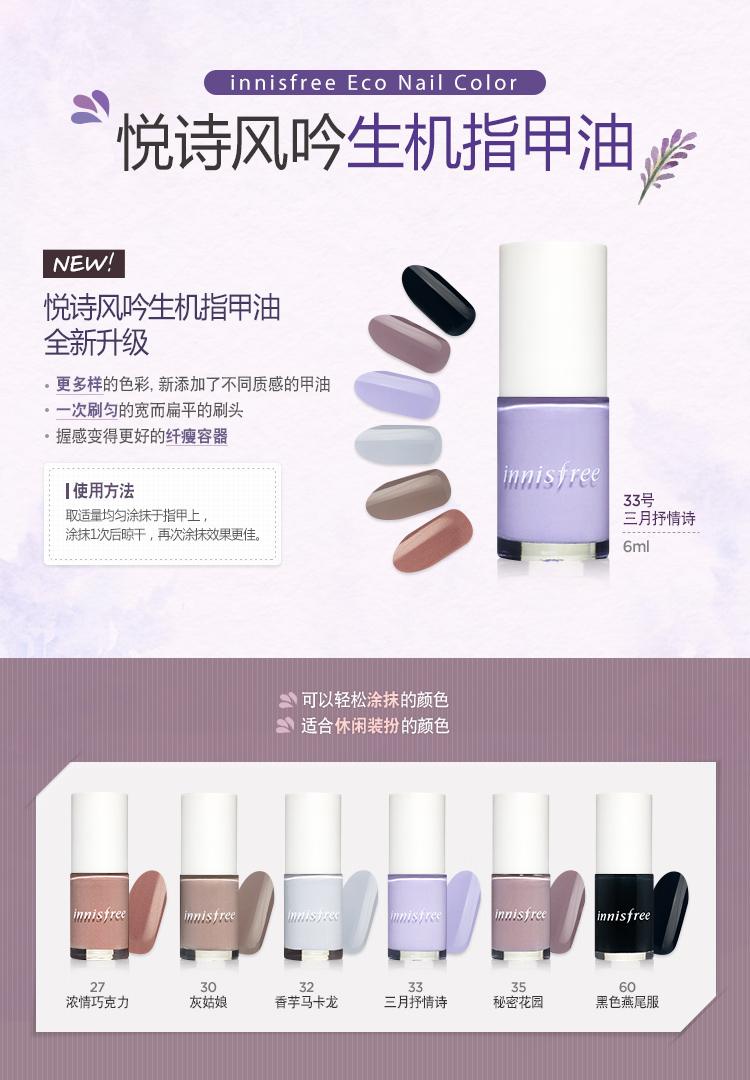 innisfree Eco Nail Color
悦诗风吟生机指甲油
NEW!
悦诗风吟生机指甲油
全新升级
· 更多样的色彩, 新添加了不同质感的甲油
· 一次刷匀的宽而扁平的刷头
· 握感变得更好的纤瘦容器
使用方法
取适量均匀涂抹于指甲上，
涂抹1次后晾干，再次涂抹效果更佳。
innisfree
33号
三月抒情诗
6ml
可以轻松涂抹的颜色
适合休闲装扮的颜色
innisfree
innisfree
innisfree
innisfree
innisfree
innisfree
27
浓情巧克力
30
灰姑娘
32
香芋马卡龙
33
三月抒情诗
35
秘密花园
60
黑色燕尾服